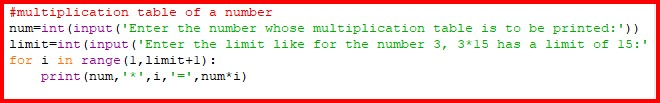 #multiplication table of a number
num=int(input('Enter the number whose multiplication table is to be printed:'))
limit=int(input('Enter the limit like for the number 3, 3*15 has a limit of 15:'
for i in range(1,limit+1):
    print(num,'*',i,'=',num*i)